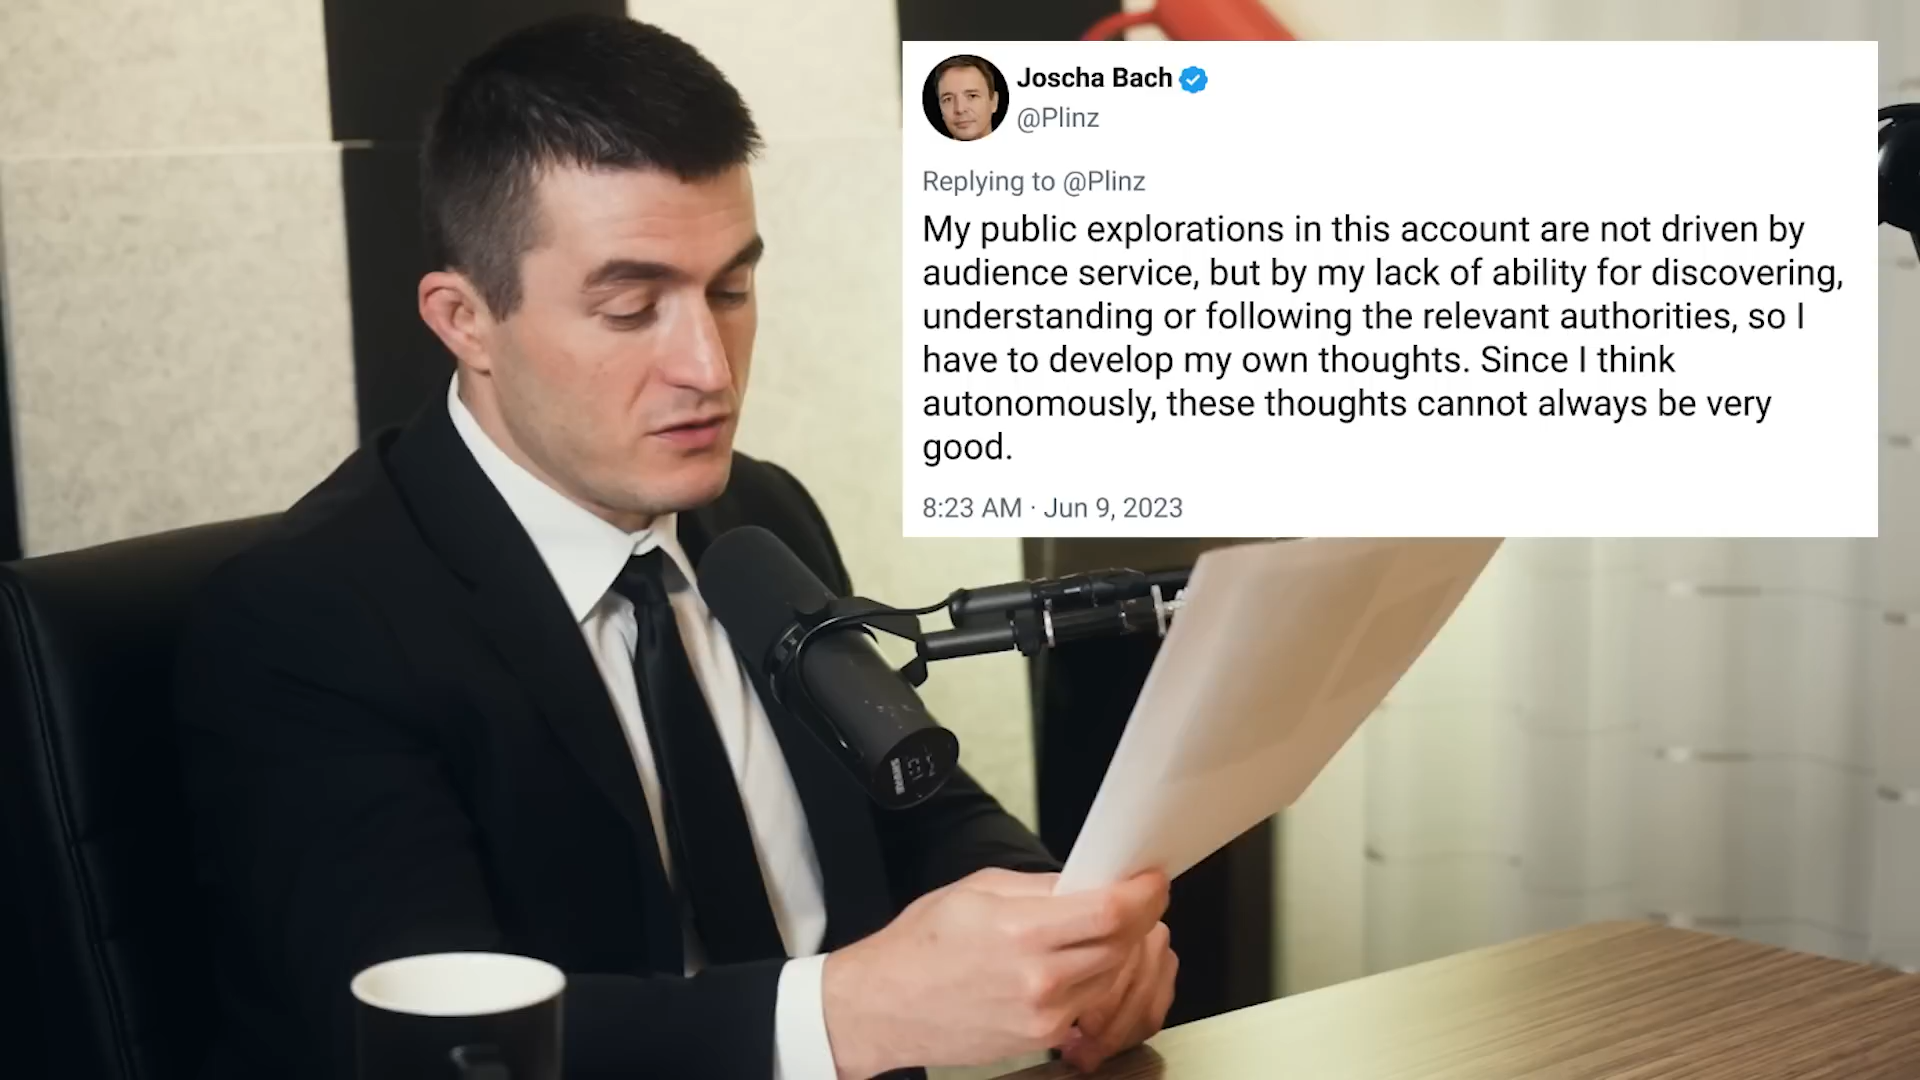 Joscha Bach
@Plinz
Replying to @Plinz
My public explorations in this account are not driven by
audience service, but by my lack of ability for discovering,
understanding or following the relevant authorities, so I
have to develop my own thoughts. Since I think
autonomously, these thoughts cannot always be very
good.
8:23 AM · Jun 9, 2023
SHURE